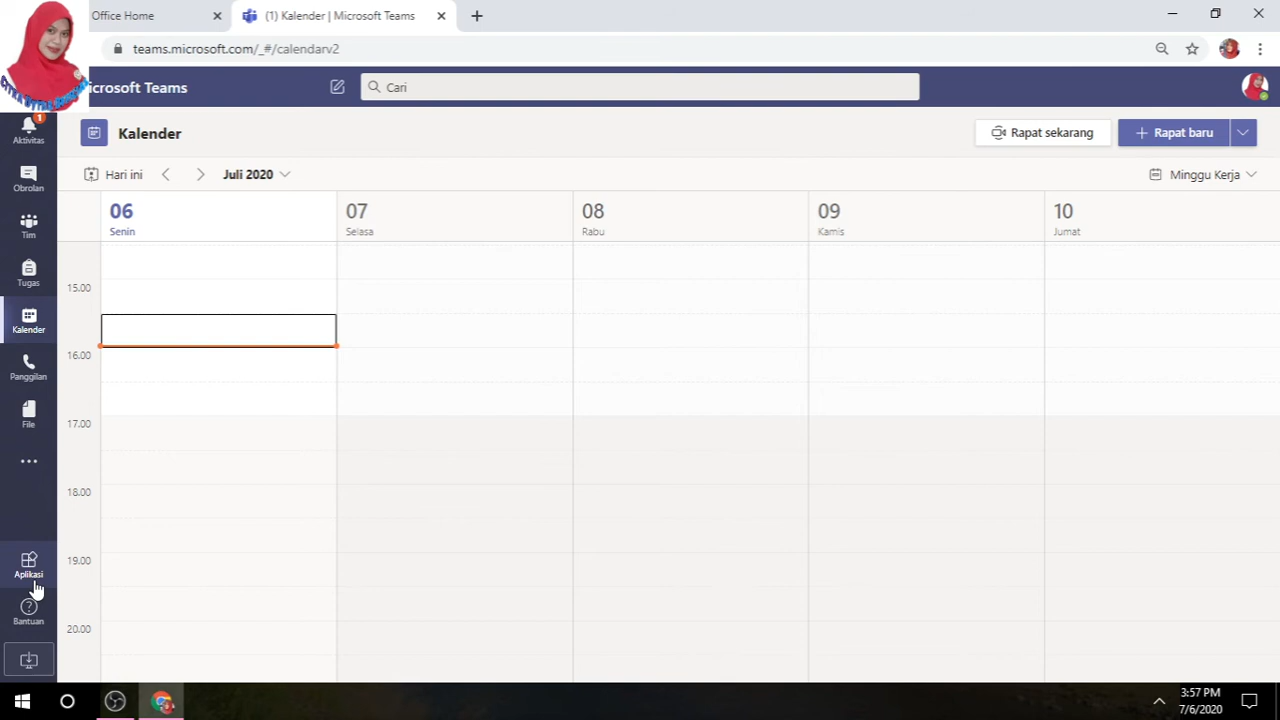 Office Home
(1) Kalender | Microsoft Teams
teams.microsoft.com/_#/calendarv2
crosoft Teams
Cari
1
Aktivitas
Obrolan
Tim
Tugas
Kalender
Panggilan
File
Aplikasi
Bantuan
Kalender
Rapat sekarang
Rapat baru
Hari ini
Juli 2020
Minggu Kerja
06
Senin
07
Selasa
08
Rabu
09
Kamis
10
Jumat
15.00
16.00
17.00
18.00
19.00
20.00
3:57 PM
7/6/2020